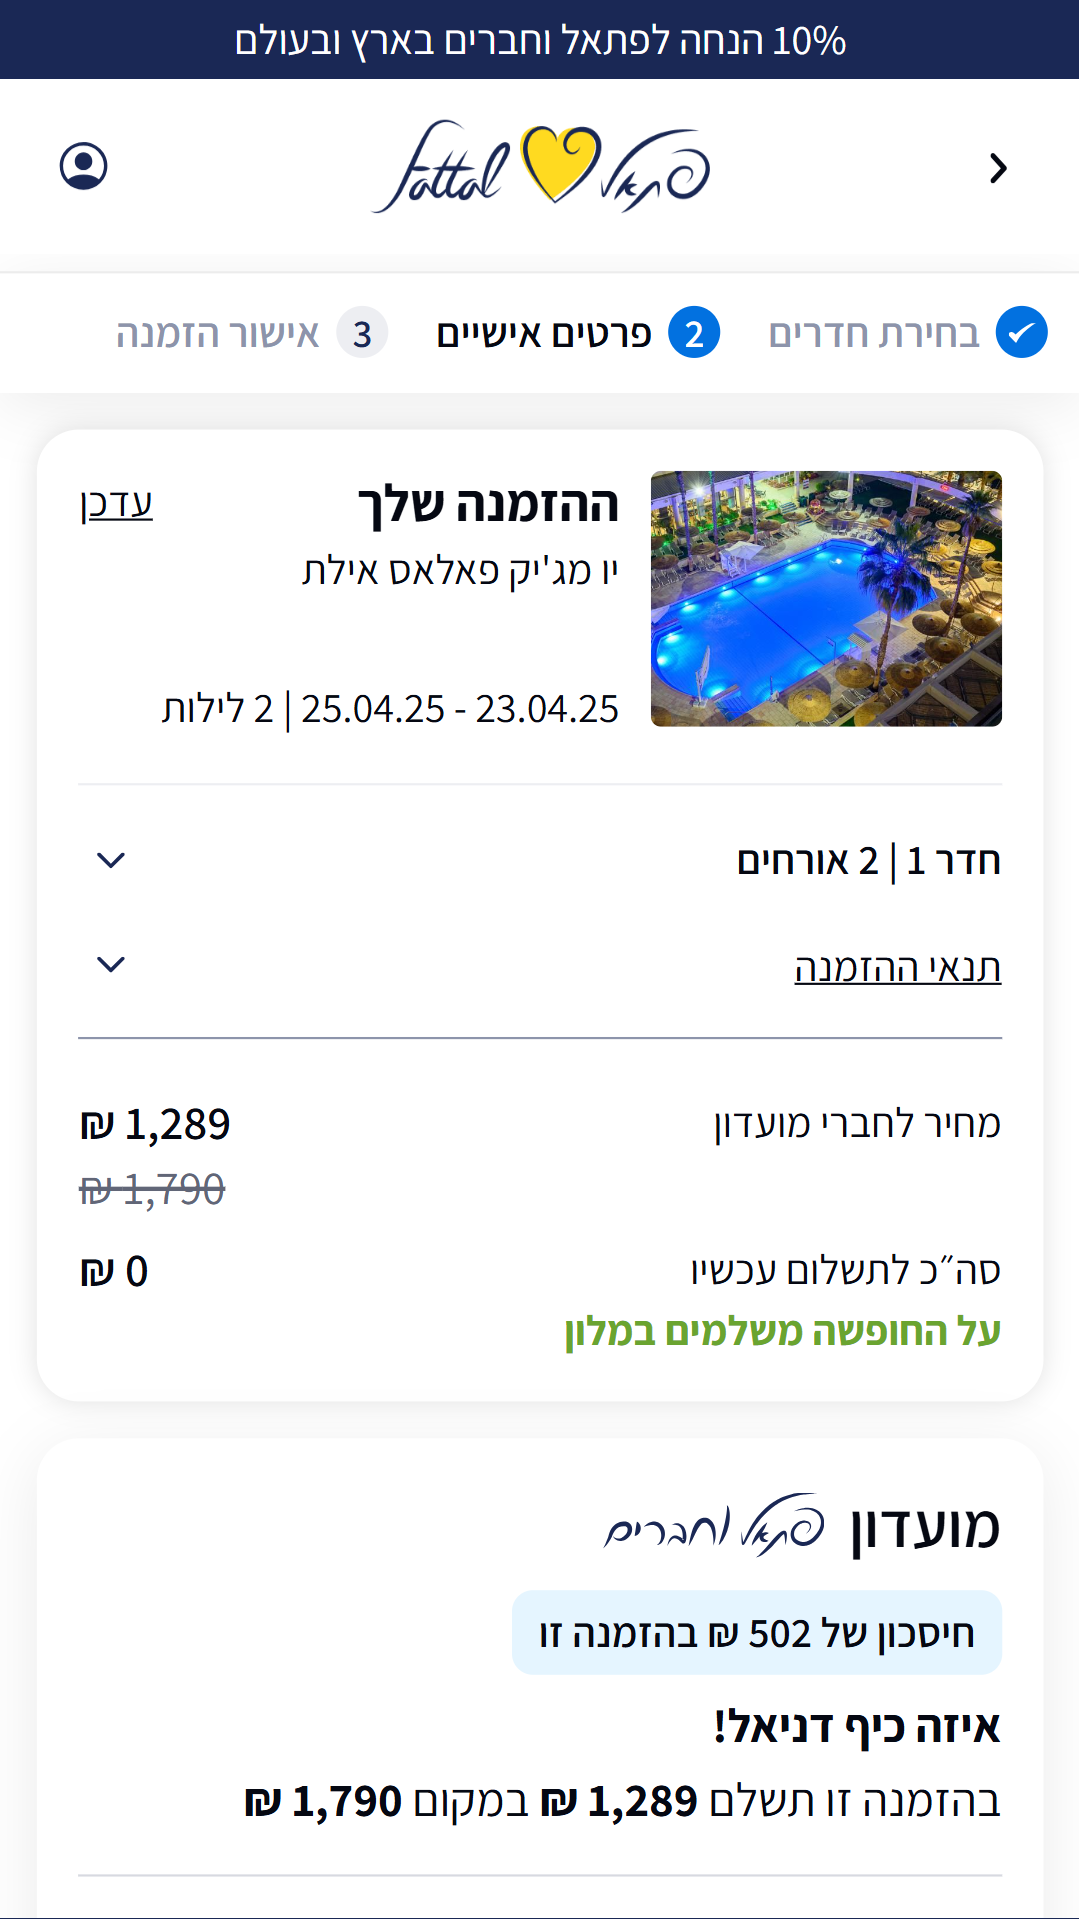 10% הנחה לפתאל וחברים בארץ ובעולם
פתאל Fattal
בחירת חדרים 2 פרטים אישיים 3 אישור הזמנה
ההזמנה שלך
עדכן
יו מג'יק פאלאס אילת
23.04.25 - 25.04.25 | 2 לילות
חדר 1 | 2 אורחים
תנאי ההזמנה
מחיר לחברי מועדון 1,289 ₪
1,790 ₪
סה״כ לתשלום עכשיו 0 ₪
על החופשה משלמים במלון
מועדון פתאל וחברים
חיסכון של 502 ₪ בהזמנה זו
איזה כיף דניאל!
בהזמנה זו תשלם 1,289 ₪ במקום 1,790 ₪